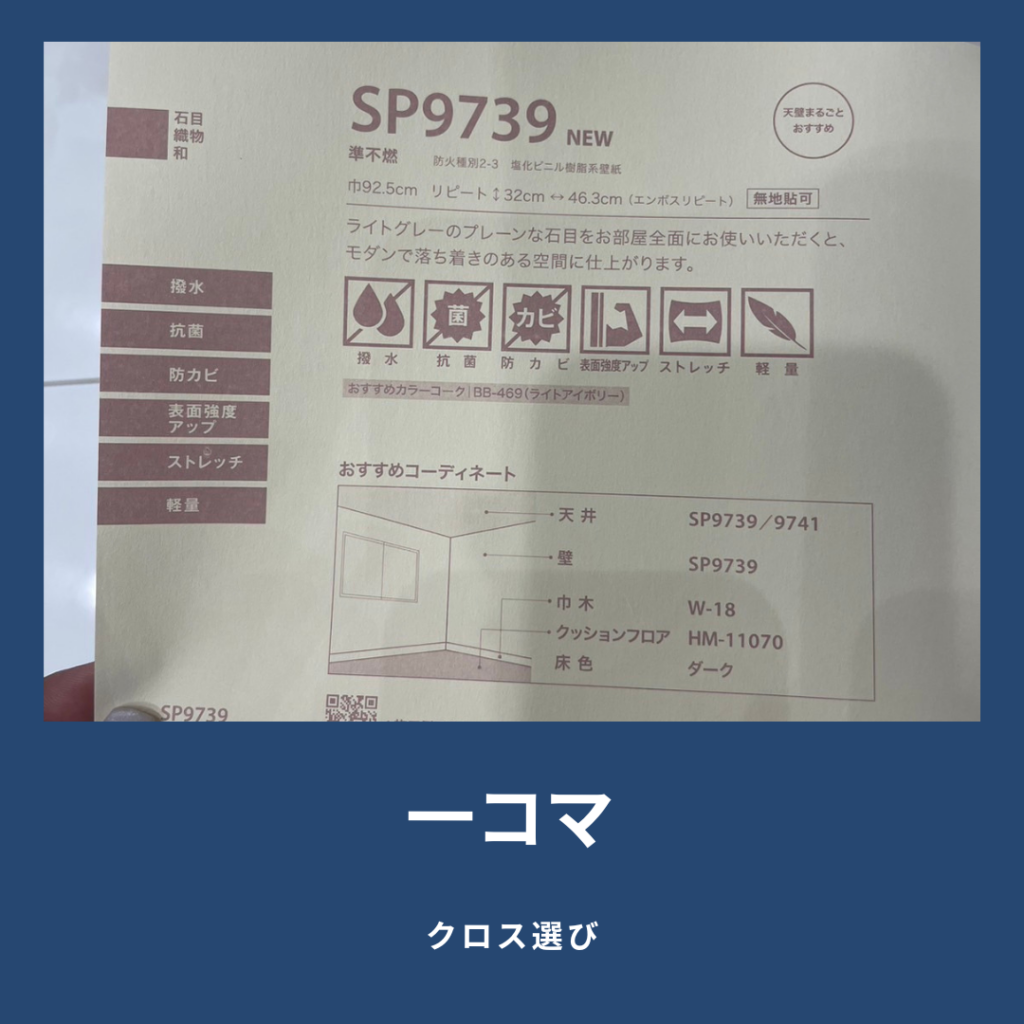 石目
織物
和
SP9739 NEW
天壁まるごと
おすすめ
準不燃 防火種別2-3 塩化ビニル樹脂系壁紙
巾92.5cm リピート↕32cm ↔ 46.3cm(エンボスリピート) 無地貼可
ライトグレーのプレーンな石目をお部屋全面にお使いいただくと、
モダンで落ち着きのある空間に仕上がります。
撥水
抗菌
防カビ
表面強度
アップ
ストレッチ
軽量
菌
カビ
撥水 抗菌 防カビ 表面強度アップ ストレッチ 軽量
おすすめカラーコーク|BB-469(ライトアイボリー)
おすすめコーディネート
天井 SP9739/9741
壁 SP9739
巾木 W-18
クッションフロア HM-11070
床色 ダーク
SP9739
一コマ
クロス選び